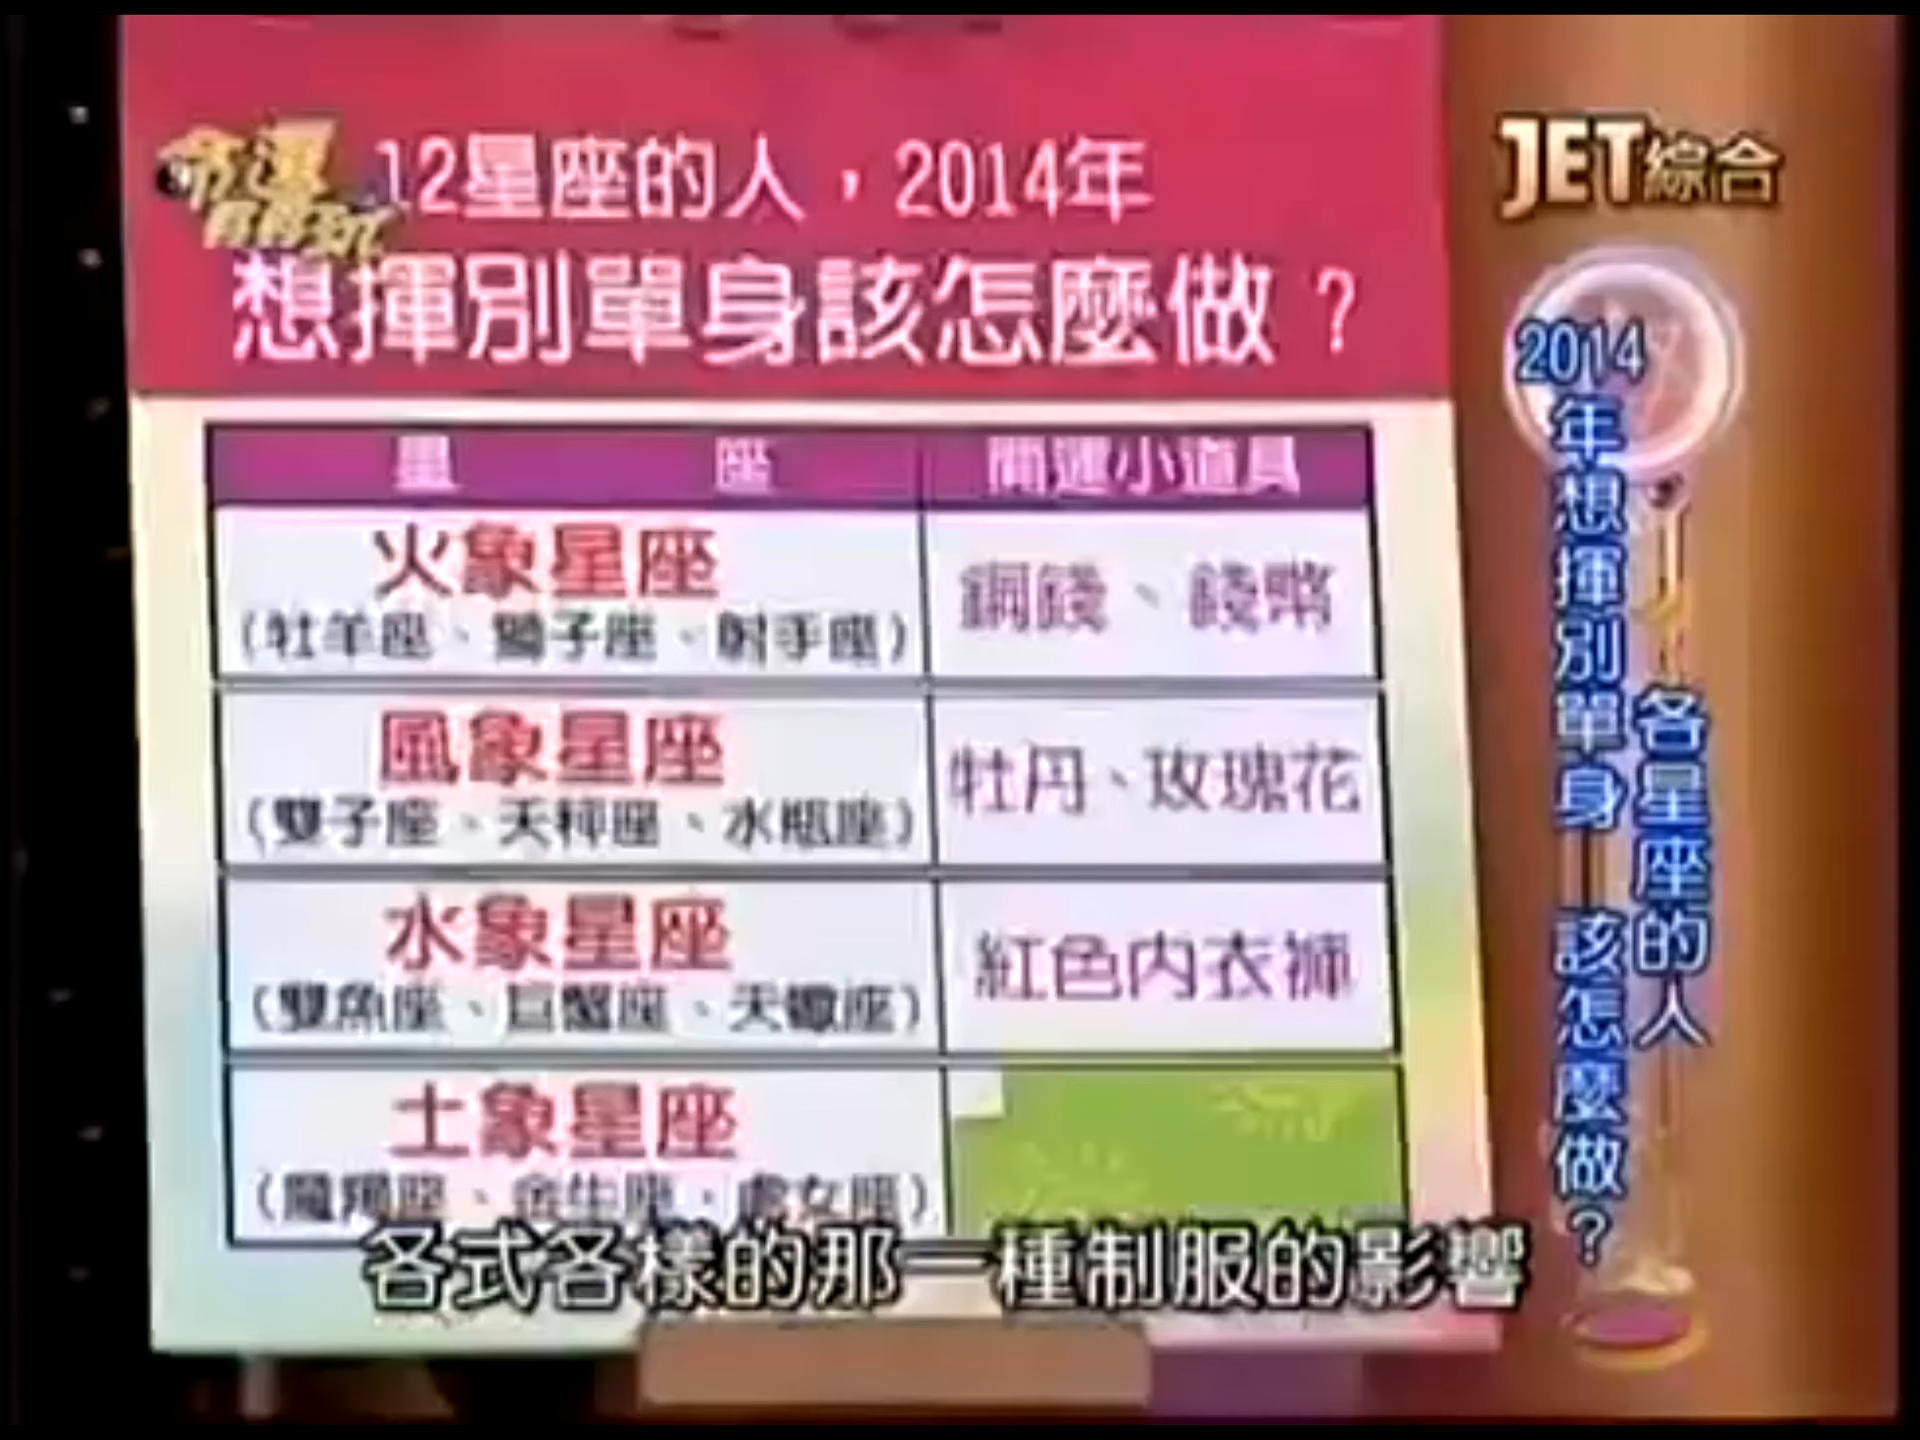 命運好好玩
JET綜合
12星座的人，2014年
想揮別單身該怎麼做？
星座 開運小道具
火象星座
（牡羊座、獅子座、射手座）
銅錢、錢幣
風象星座
（雙子座、天秤座、水瓶座）
牡丹、玫瑰花
水象星座
（雙魚座、巨蟹座、天蠍座）
紅色內衣褲
土象星座
（魔羯座、金牛座、處女座）
各星座的人
2014年想揮別單身 該怎麼做？
各式各樣的那一種制服的影響